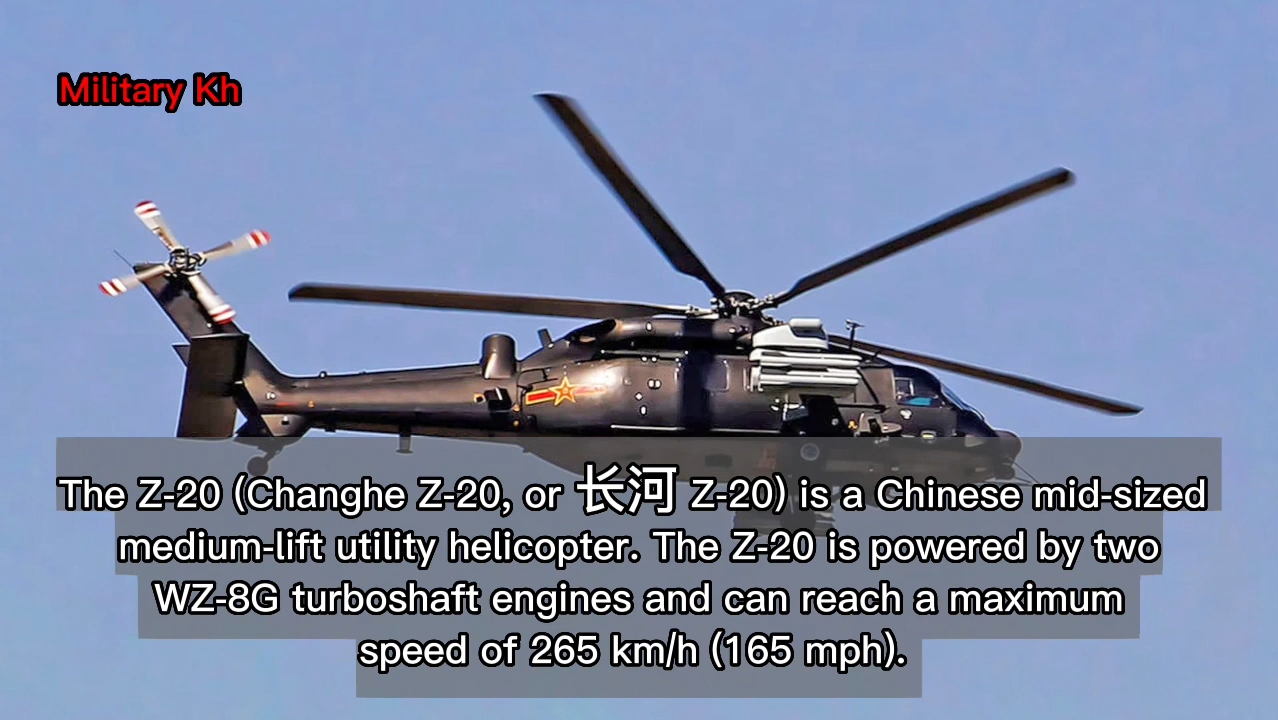 Military Kh
The Z-20 (Changhe Z-20, or 长河 Z-20) is a Chinese mid-sized
medium-lift utility helicopter. The Z-20 is powered by two
WZ-8G turboshaft engines and can reach a maximum
speed of 265 km/h (165 mph).